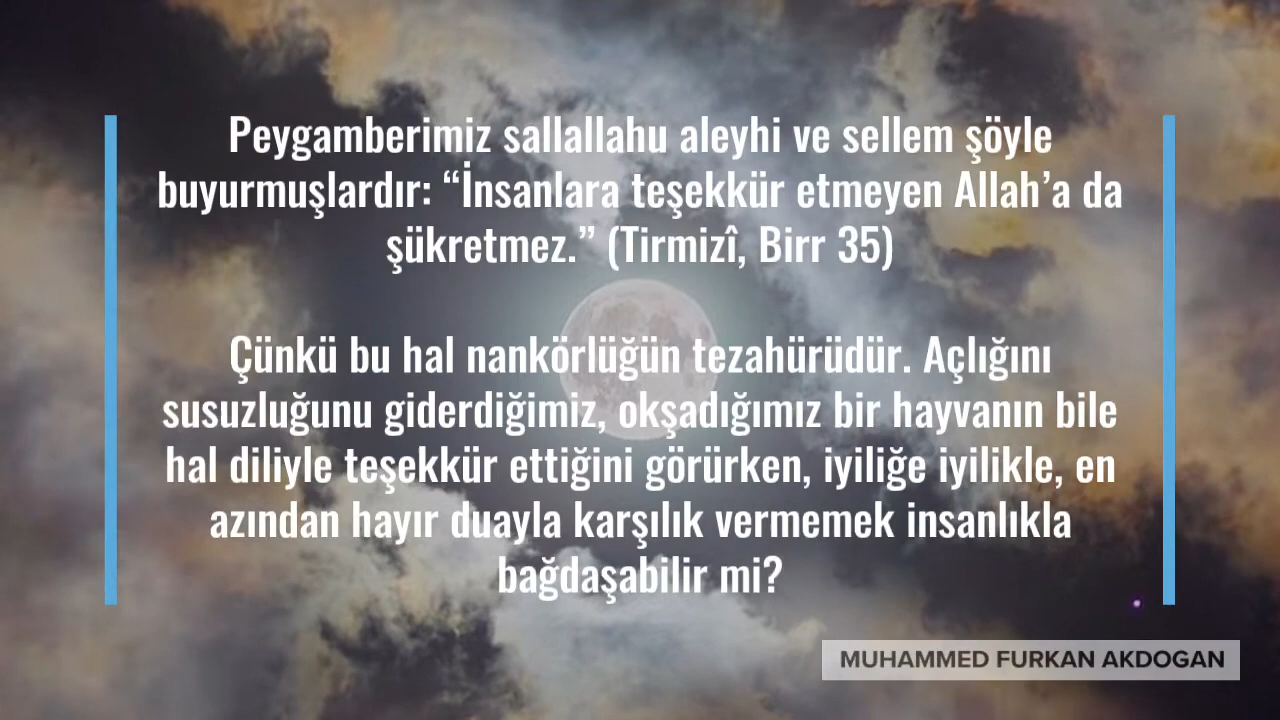 Peygamberimiz sallallahu aleyhi ve sellem şöyle
buyurmuşlardır: “İnsanlara teşekkür etmeyen Allah’a da
şükretmez.” (Tirmizî, Birr 35)
Çünkü bu hal nankörlüğün tezahürüdür. Açlığını
susuzluğunu giderdiğimiz, okşadığımız bir hayvanın bile
hal diliyle teşekkür ettiğini görürken, iyiliğe iyilikle, en
azından hayır duayla karşılık vermemek insanlıkla
bağdaşabilir mi?
MUHAMMED FURKAN AKDOGAN